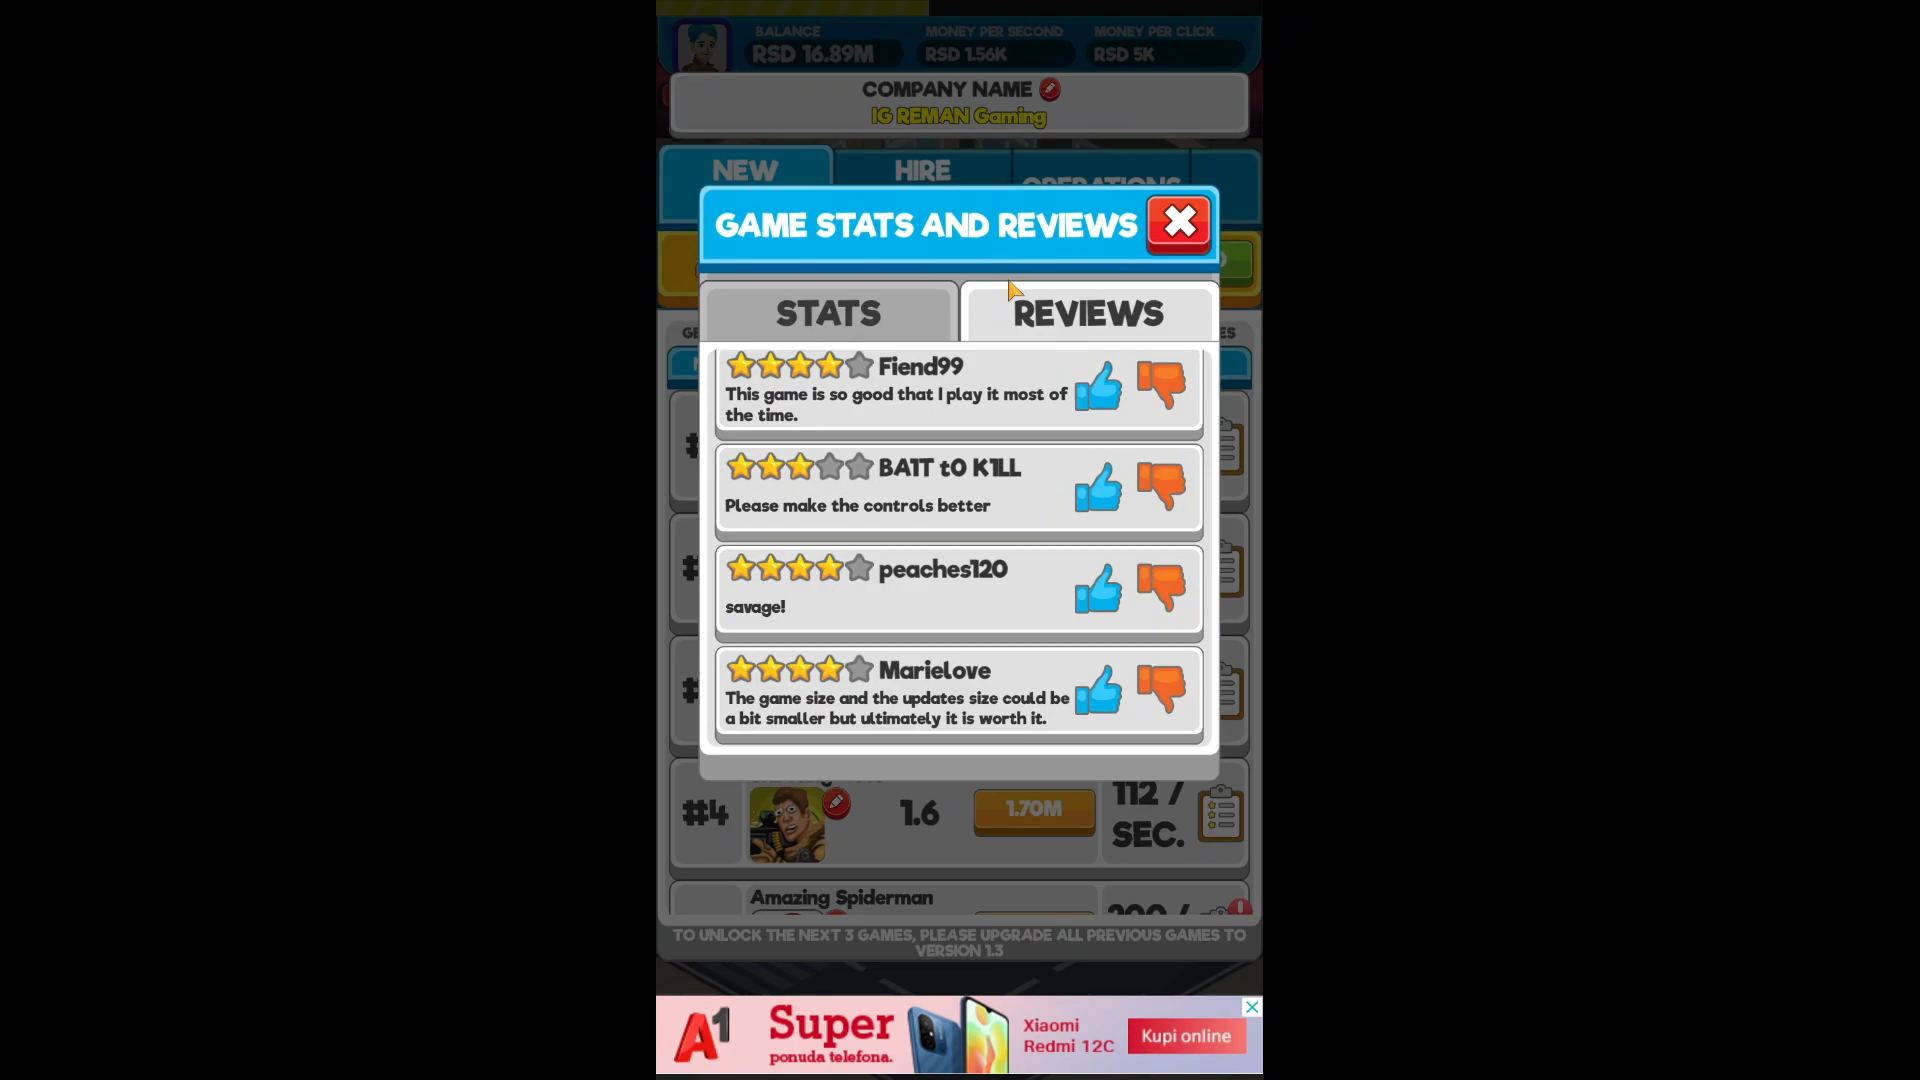 BALANCE
RSD 16.89M
MONEY PER SECOND
RSD 1.56K
MONEY PER CLICK
RSD 5K
COMPANY NAME
IG REMAN Gaming
NEW
HIRE
OPERATIONS
GAME STATS AND REVIEWS
STATS
REVIEWS
Fiend99
This game is so good that I play it most of
the time.
BA1T t0 K1LL
Please make the controls better
peaches120
savage!
Marielove
The game size and the updates size could be
a bit smaller but ultimately it is worth it.
#4
1.6
1.70M
112 /
SEC.
Amazing Spiderman
TO UNLOCK THE NEXT 3 GAMES, PLEASE UPGRADE ALL PREVIOUS GAMES TO
VERSION 1.3
A1
Super
ponuda telefona.
Xiaomi
Redmi 12C
Kupi online